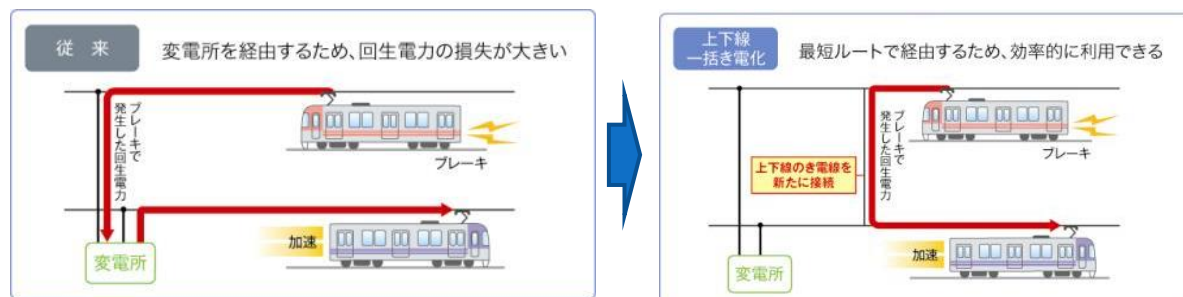 従 来
変電所を経由するため、回生電力の損失が大きい
ブレーキで
発生した回生電力
ブレーキ
加速
変電所
上下線
一括き電化
最短ルートで経由するため、効率的に利用できる
ブレーキで
発生した回生電力
ブレーキ
上下線のき電線を
新たに接続
加速
変電所